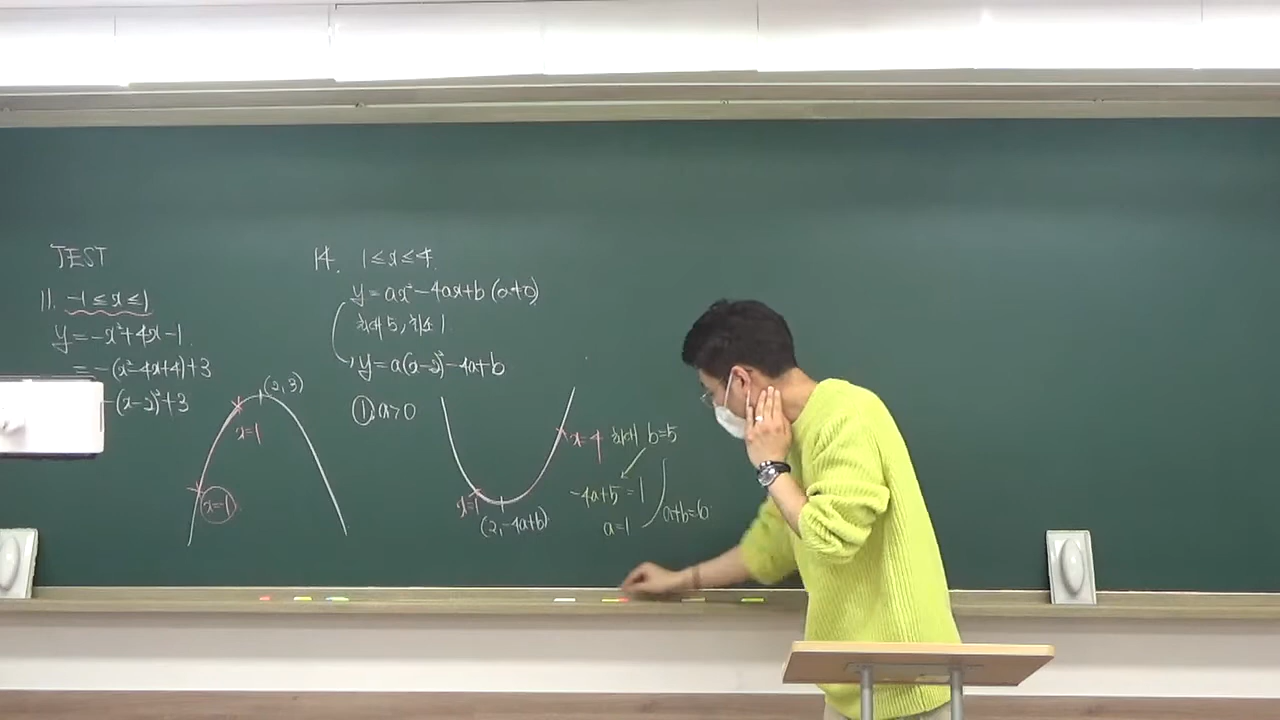 TEST
11. -1≤x≤1
y=-x²+4x-1
=-(x²-4x+4)+3
-(x-2)²+3
(2,3)
x=1
x=-1
14. 1≤x≤4
y=ax²-4ax+b (a≠0)
최대 5, 최소 1.
y=a(x-2)²-4a+b
① a>0
x=1
(2,-4a+b)
x=4 최대 b=5
-4a+5=1
a=1
a+b=6